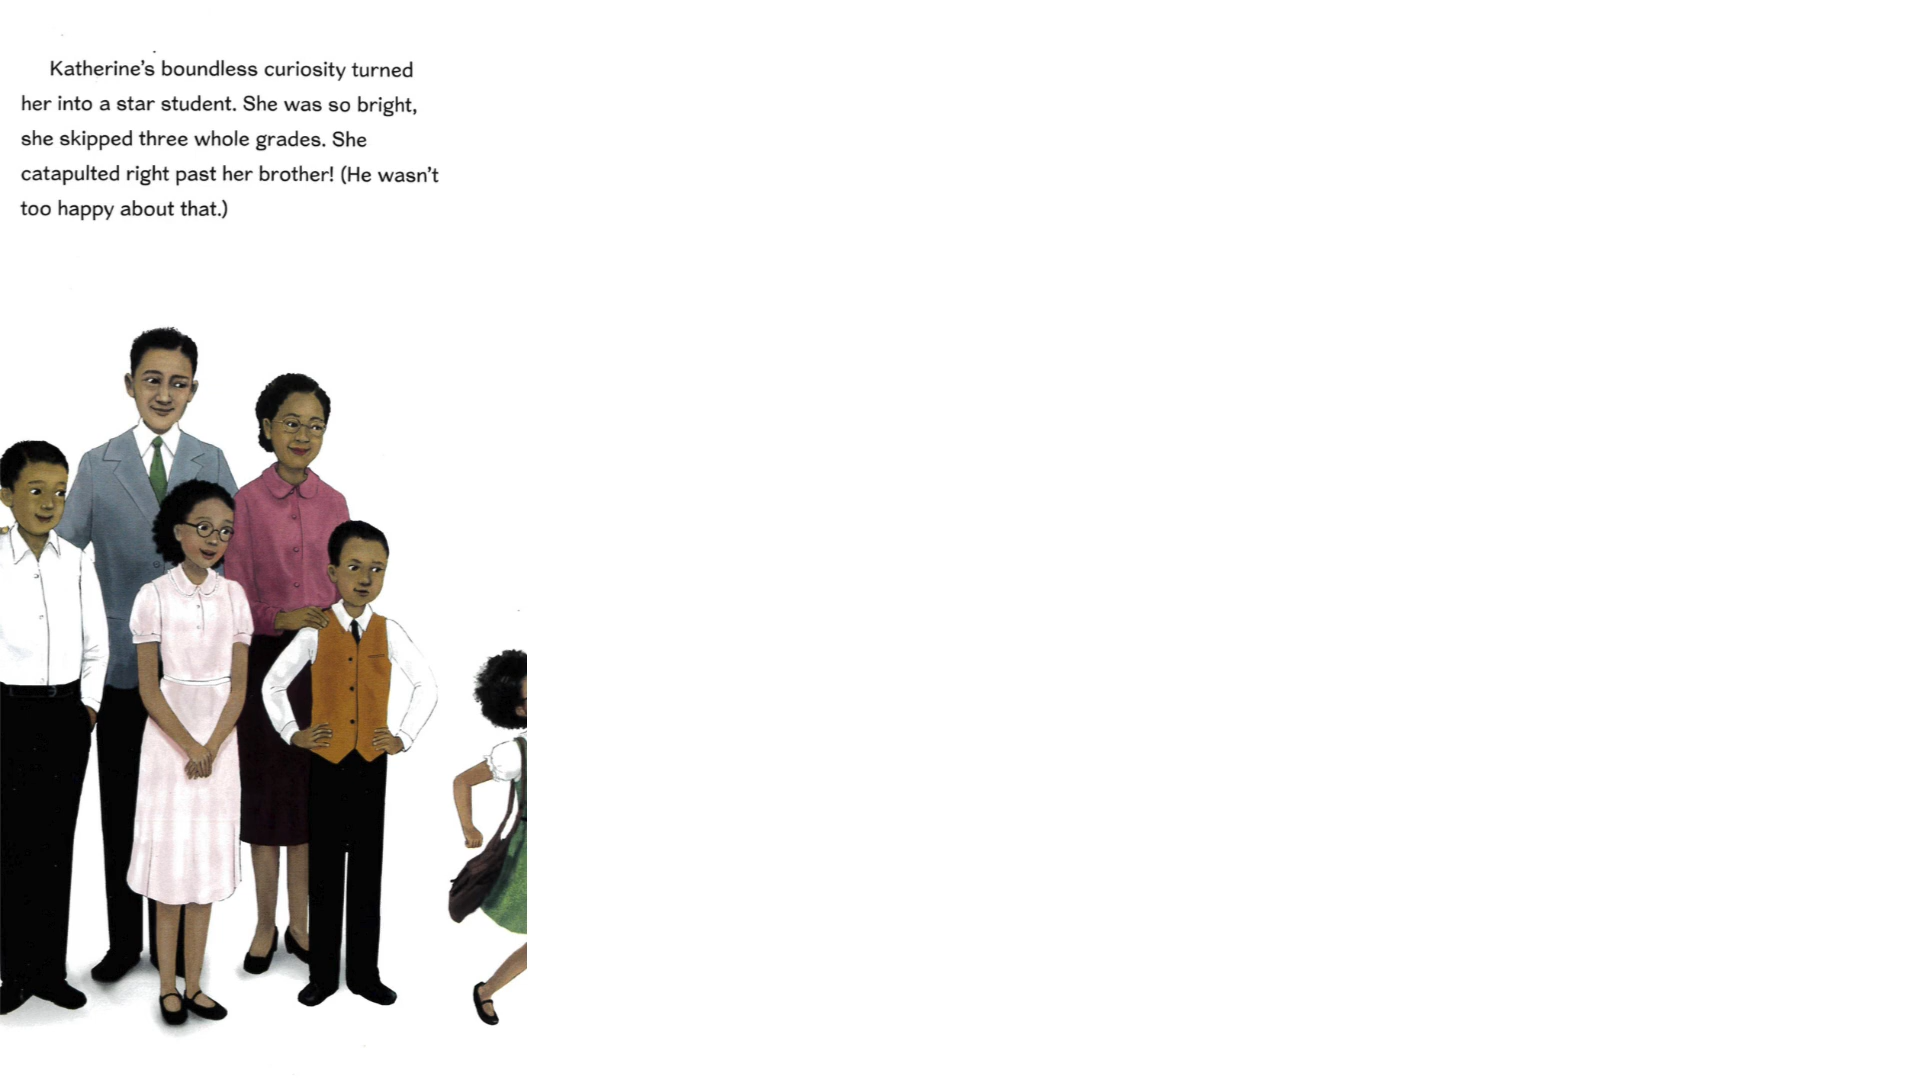 Katherine’s boundless curiosity turned
her into a star student. She was so bright,
she skipped three whole grades. She
catapulted right past her brother! (He wasn’t
too happy about that.)